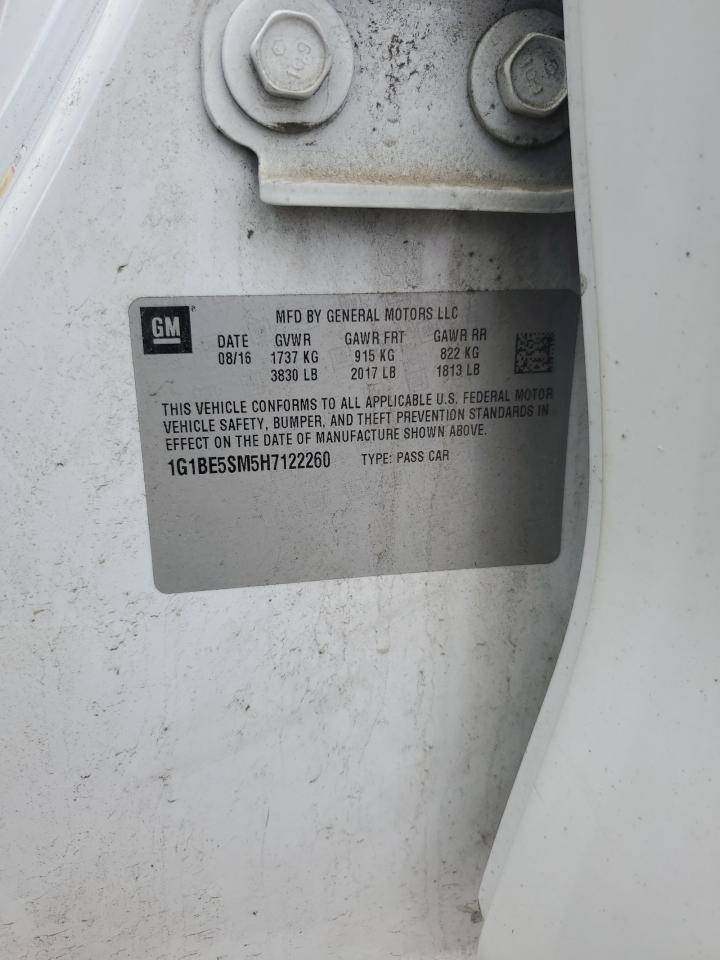 GM
®
MFD BY GENERAL MOTORS LLC
DATE GVWR GAWR FRT GAWR RR
08/16 1737 KG 915 KG 822 KG
3830 LB 2017 LB 1813 LB
THIS VEHICLE CONFORMS TO ALL APPLICABLE U.S. FEDERAL MOTOR
VEHICLE SAFETY, BUMPER, AND THEFT PREVENTION STANDARDS IN
EFFECT ON THE DATE OF MANUFACTURE SHOWN ABOVE.
1G1BE5SM5H7122260 TYPE: PASS CAR